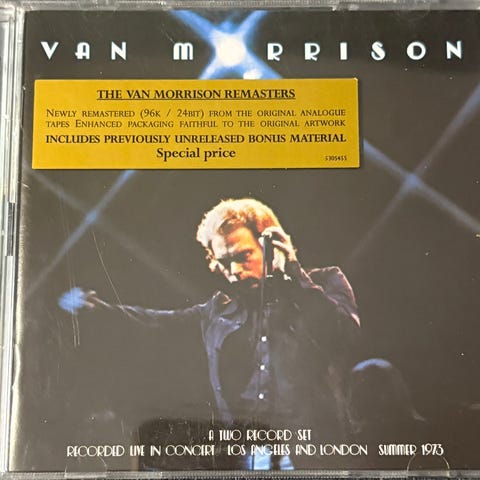 VAN MORRISON
THE VAN MORRISON REMASTERS
NEWLY REMASTERED (96K / 24BIT) FROM THE ORIGINAL ANALOGUE
TAPES ENHANCED PACKAGING FAITHFUL TO THE ORIGINAL ARTWORK
INCLUDES PREVIOUSLY UNRELEASED BONUS MATERIAL
Special price
5305455
A TWO RECORD SET
RECORDED LIVE IN CONCERT LOS ANGELES AND LONDON SUMMER 1973